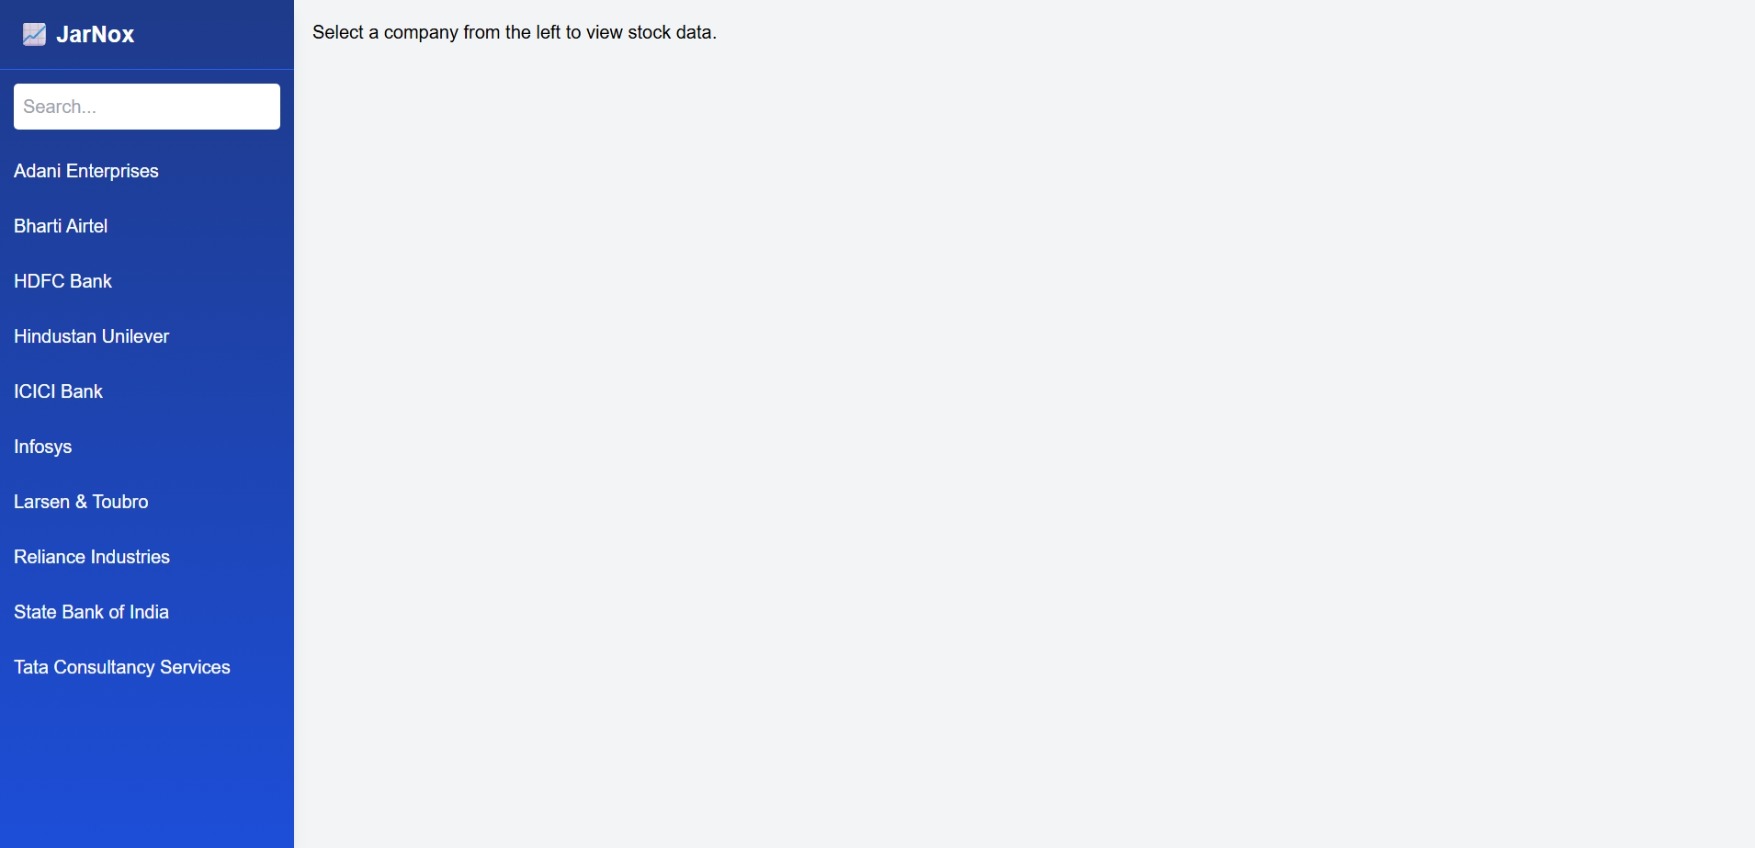 JarNox
Select a company from the left to view stock data.
Search...
Adani Enterprises
Bharti Airtel
HDFC Bank
Hindustan Unilever
ICICI Bank
Infosys
Larsen & Toubro
Reliance Industries
State Bank of India
Tata Consultancy Services